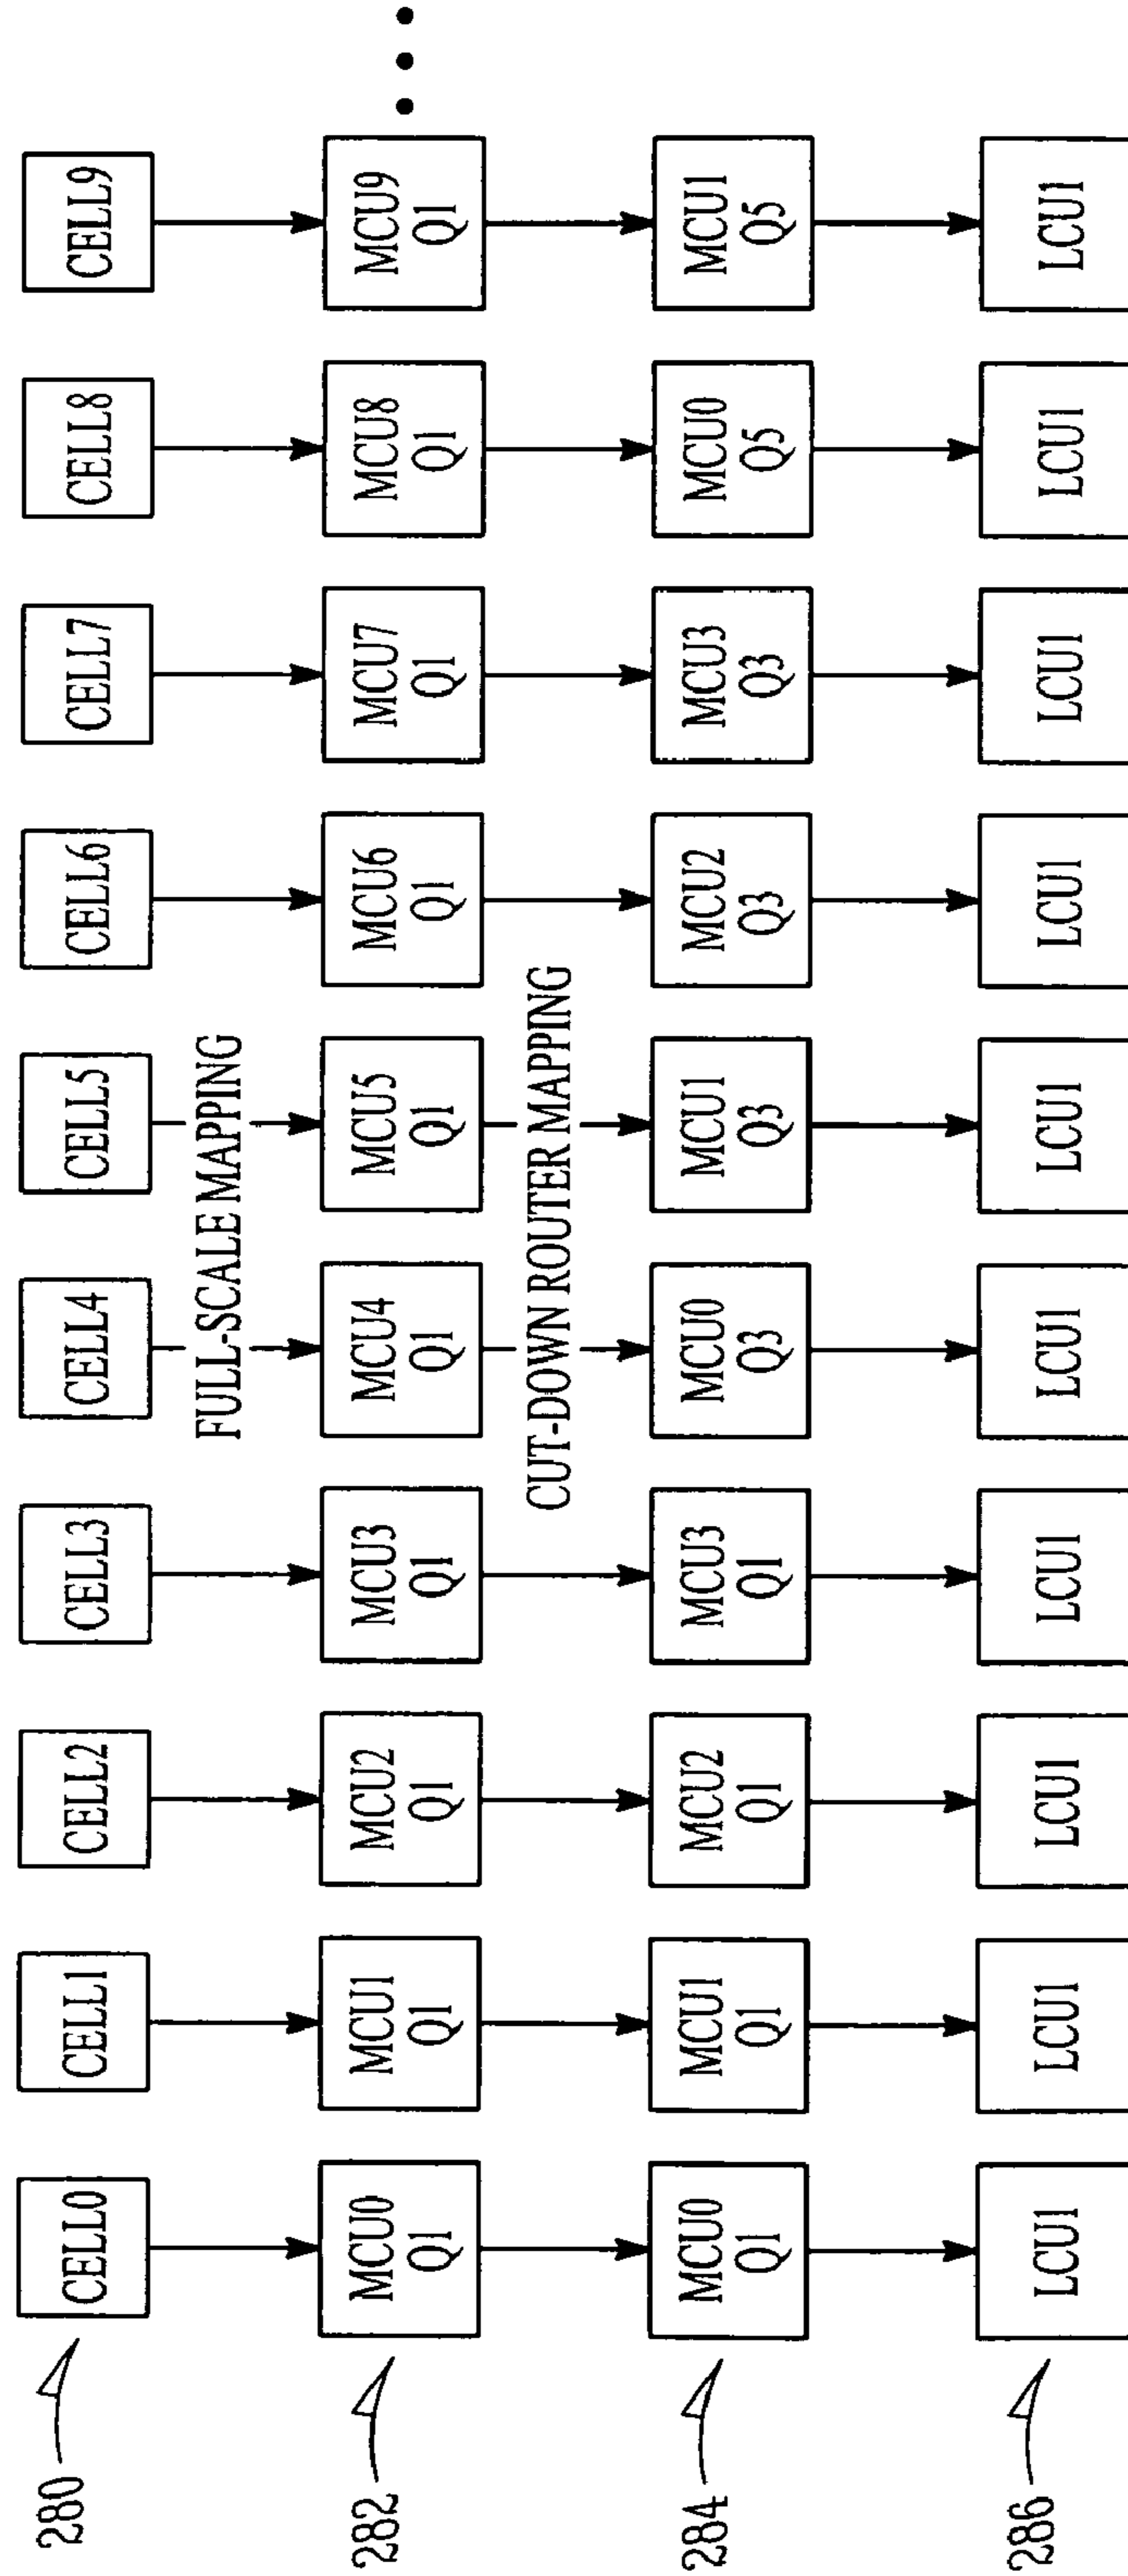 280
CELL0
CELL1
CELL2
CELL3
CELL4
CELL5
CELL6
CELL7
CELL8
CELL9
FULL-SCALE MAPPING
282
MCU0
Q1
MCU1
Q1
MCU2
Q1
MCU3
Q1
MCU4
Q1
MCU5
Q1
MCU6
Q1
MCU7
Q1
MCU8
Q1
MCU9
Q1
CUT-DOWN ROUTER MAPPING
284
MCU0
Q1
MCU1
Q1
MCU2
Q1
MCU3
Q1
MCU0
Q3
MCU1
Q3
MCU2
Q3
MCU3
Q3
MCU0
Q5
MCU1
Q5
286
LCU1
LCU1
LCU1
LCU1
LCU1
LCU1
LCU1
LCU1
LCU1
LCU1